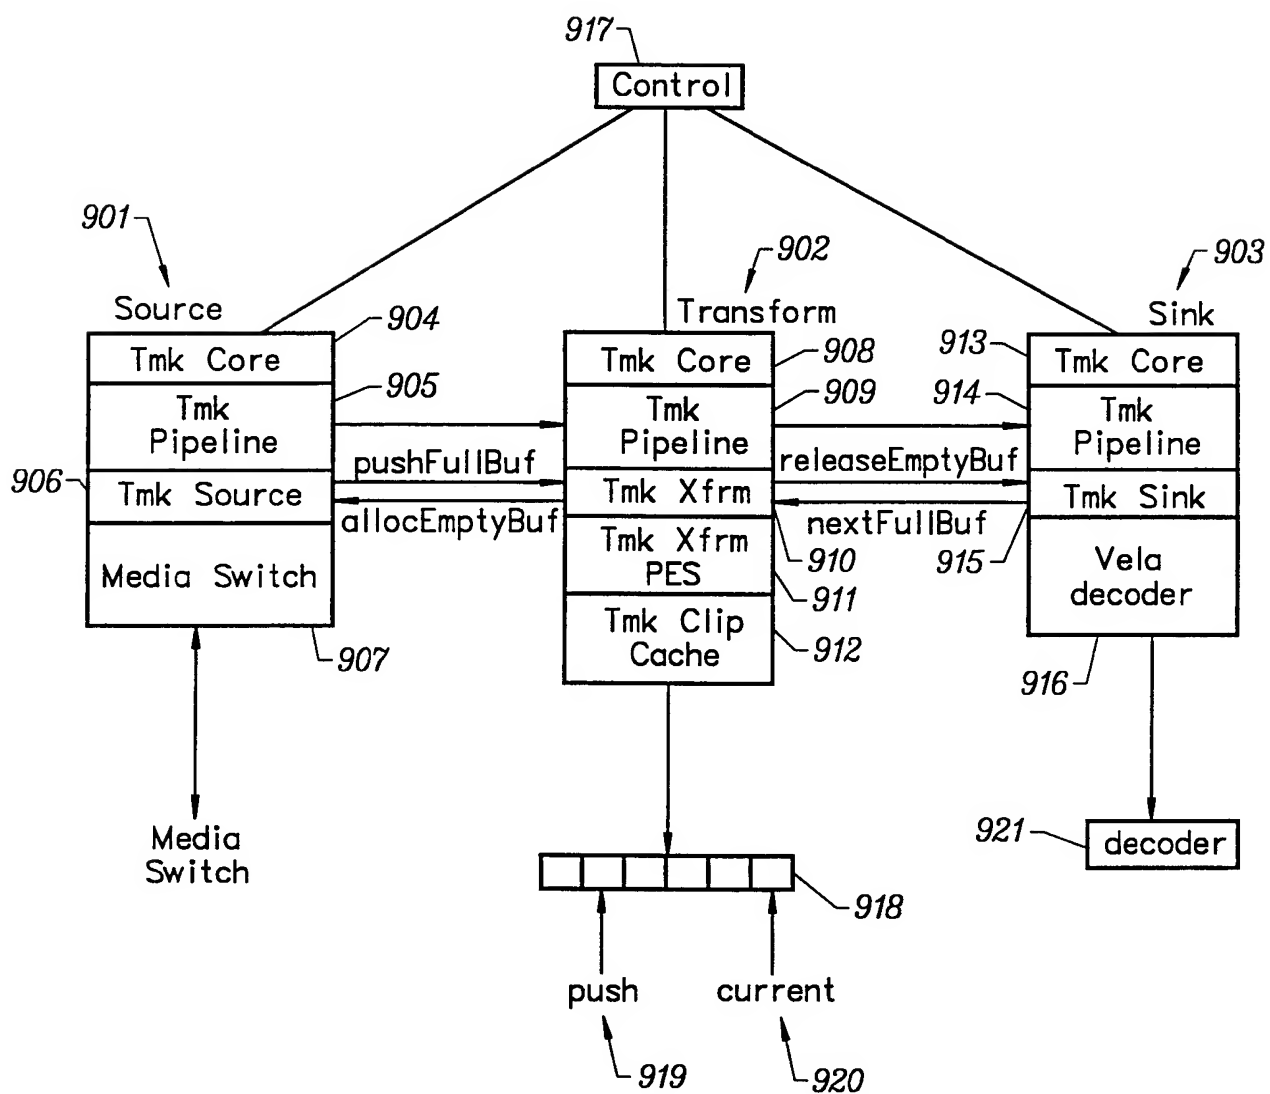 917
Control
901
902
903
Source
Transform
Sink
904
908
913
Tmk Core
Tmk Core
Tmk Core
905
909
914
Tmk
Pipeline
Tmk
Pipeline
Tmk
Pipeline
pushFullBuf
releaseEmptyBuf
906
Tmk Source
Tmk Xfrm
Tmk Sink
allocEmptyBuf
nextFullBuf
910
915
Media Switch
Tmk Xfrm
PES
Vela
decoder
911
907
Tmk Clip
Cache
912
916
Media
Switch
921
decoder
918
push
current
919
920